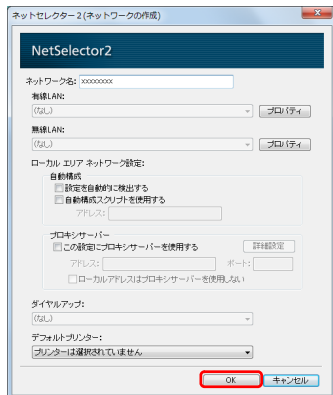 ネットセレクター2(ネットワークの作成)
NetSelector2
ネットワーク名: xxxxxxxx
有線LAN:
(なし) プロパティ
無線LAN:
(なし) プロパティ
ローカル エリア ネットワーク設定:
自動構成
設定を自動的に検出する
自動構成スクリプトを使用する
アドレス:
プロキシサーバー
この設定にプロキシサーバーを使用する 詳細設定
アドレス: ポート:
ローカルアドレスはプロキシサーバーを使用しない
ダイヤルアップ:
(なし)
デフォルトプリンター:
プリンターは選択されていません
OK キャンセル